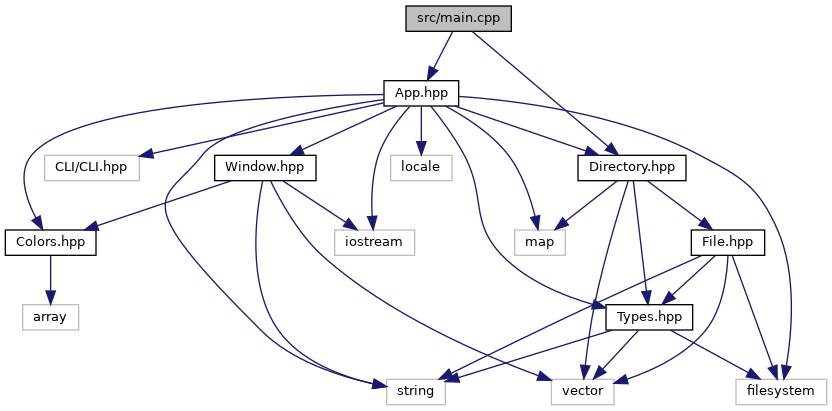 src/main.cpp
App.hpp
CLI/CLI.hpp
Window.hpp
locale
Directory.hpp
Colors.hpp
iostream
map
File.hpp
array
Types.hpp
string
vector
filesystem